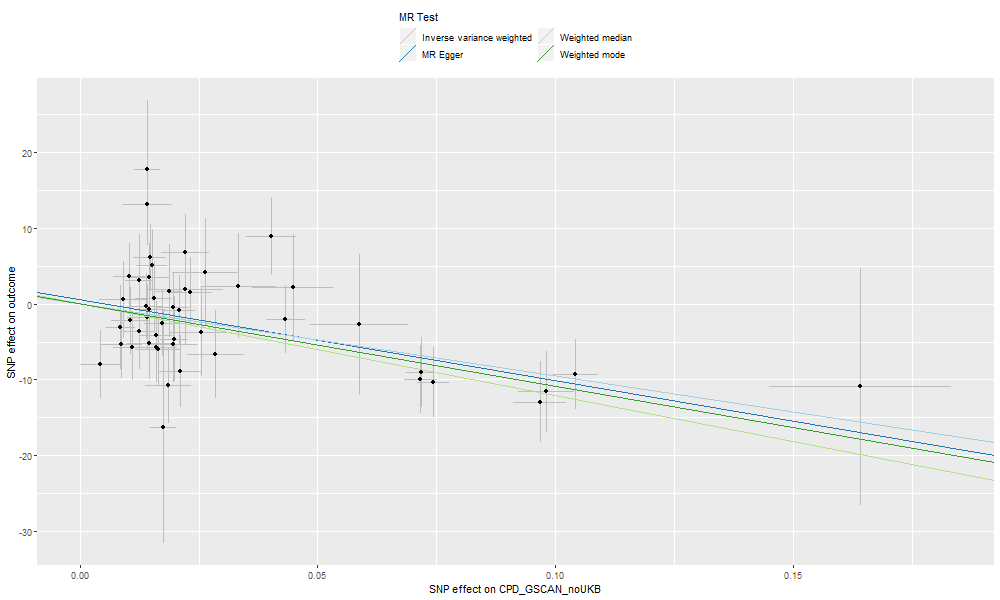 MR Test
Inverse variance weighted
Weighted median
MR Egger
Weighted mode
SNP effect on outcome
20
10
0
-10
-20
-30
0.00
0.05
0.10
0.15
SNP effect on CPD_GSCAN_noUKB